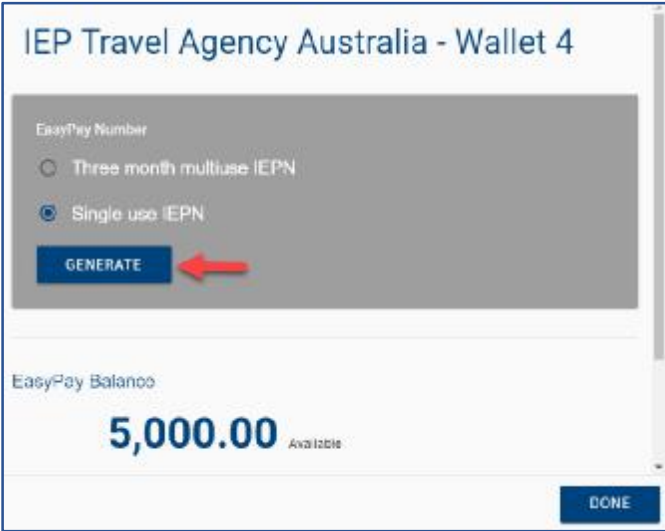 IEP Travel Agency Australia - Wallet 4
EasyPay Number
Three month multiuse IEPN
Single use IEPN
GENERATE
EasyPay Balance
5,000.00 Available
DONE